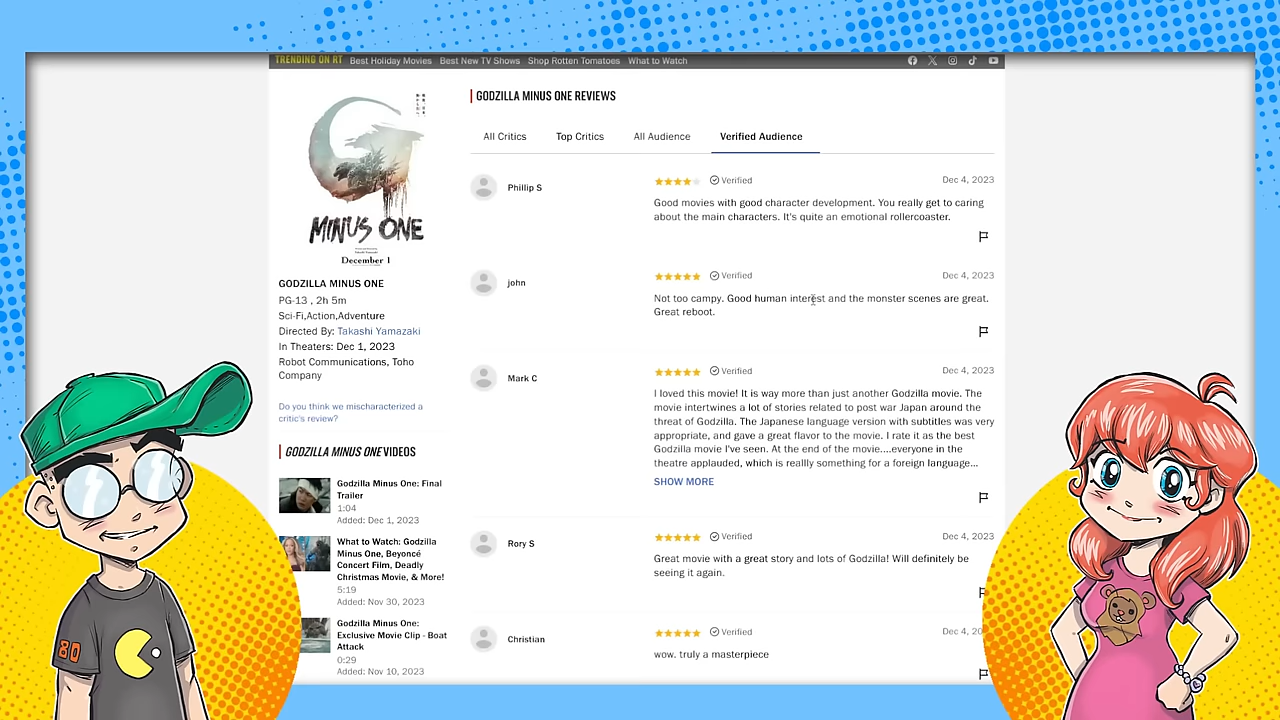 TRENDING ON RT Best Holiday Movies Best New TV Shows Shop Rotten Tomatoes What to Watch
MINUS ONE
December 1
GODZILLA MINUS ONE
PG-13 , 2h 5m
Sci-Fi,Action,Adventure
Directed By: Takashi Yamazaki
In Theaters: Dec 1, 2023
Robot Communications, Toho
Company
Do you think we mischaracterized a
critic's review?
GODZILLA MINUS ONE VIDEOS
Godzilla Minus One: Final
Trailer
1:04
Added: Dec 1, 2023
What to Watch: Godzilla
Minus One, Beyoncé
Concert Film, Deadly
Christmas Movie, & More!
5:19
Added: Nov 30, 2023
Godzilla Minus One:
Exclusive Movie Clip - Boat
Attack
0:29
Added: Nov 10, 2023
GODZILLA MINUS ONE REVIEWS
All Critics Top Critics All Audience Verified Audience
Phillip S
Verified Dec 4, 2023
Good movies with good character development. You really get to caring
about the main characters. It's quite an emotional rollercoaster.
john
Verified Dec 4, 2023
Not too campy. Good human interest and the monster scenes are great.
Great reboot.
Mark C
Verified Dec 4, 2023
I loved this movie! It is way more than just another Godzilla movie. The
movie intertwines a lot of stories related to post war Japan around the
threat of Godzilla. The Japanese language version with subtitles was very
appropriate, and gave a great flavor to the movie. I rate it as the best
Godzilla movie I've seen. At the end of the movie....everyone in the
theatre applauded, which is reallly something for a foreign language...
SHOW MORE
Rory S
Verified Dec 4, 2023
Great movie with a great story and lots of Godzilla! Will definitely be
seeing it again.
Christian
Verified Dec 4, 20
wow. truly a masterpiece
80